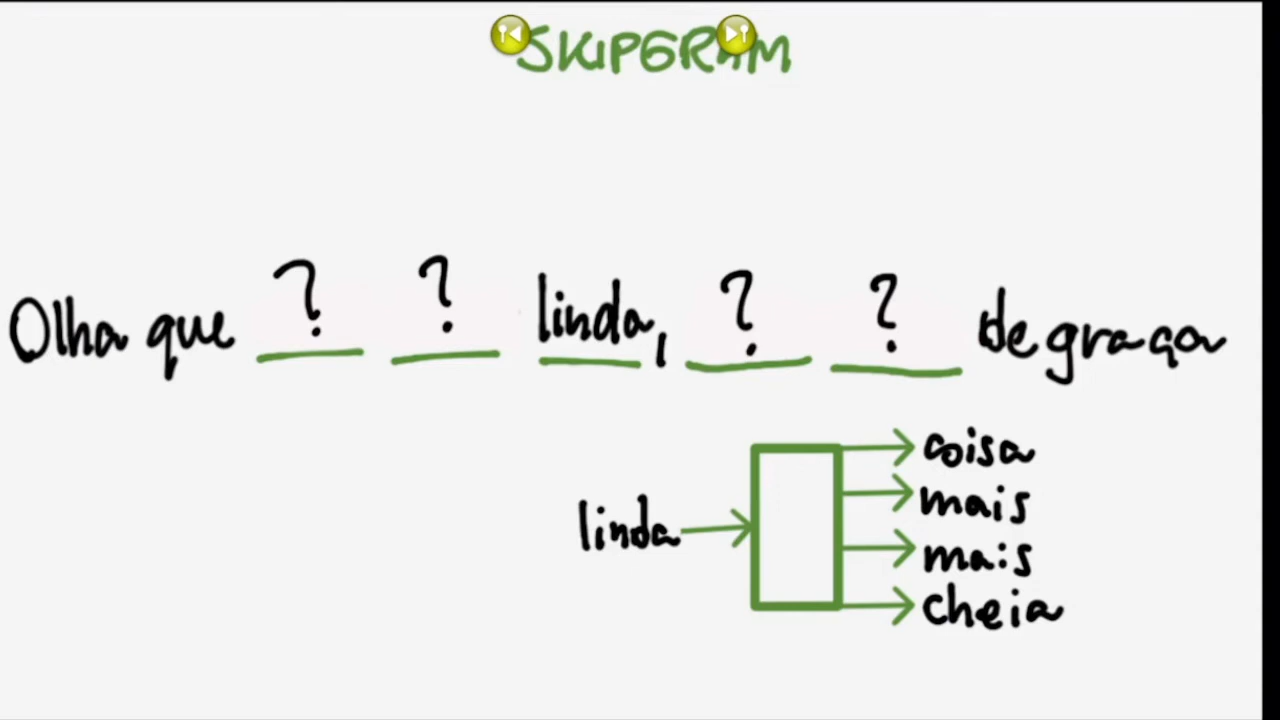 SKIPGRAM
Olha que ? ? linda, ? ? de graça
coisa
mais
linda
mais
cheia